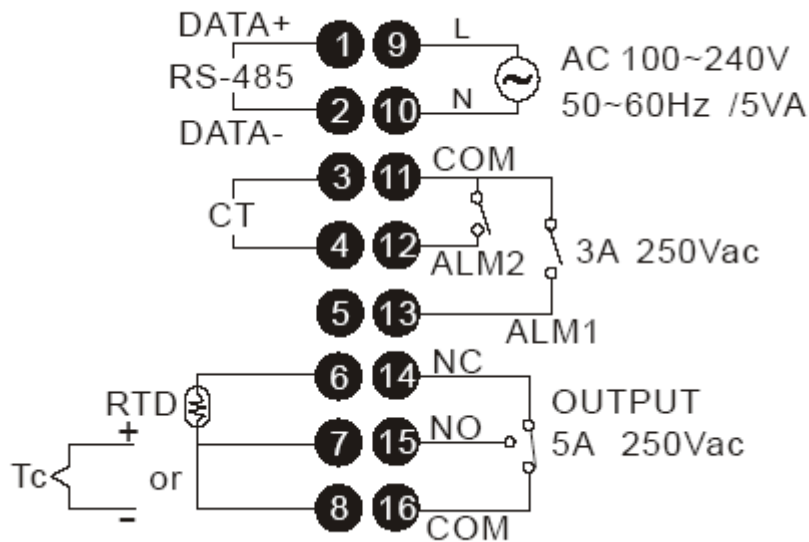 DATA+
1 9 L
RS-485
AC 100~240V
2 10 N
50~60Hz /5VA
DATA-
COM
3 11
CT
4 12
ALM2
3A 250Vac
5 13
ALM1
6 14 NC
RTD
OUTPUT
+
7 15 NO
5A 250Vac
Tc
or
-
8 16
COM